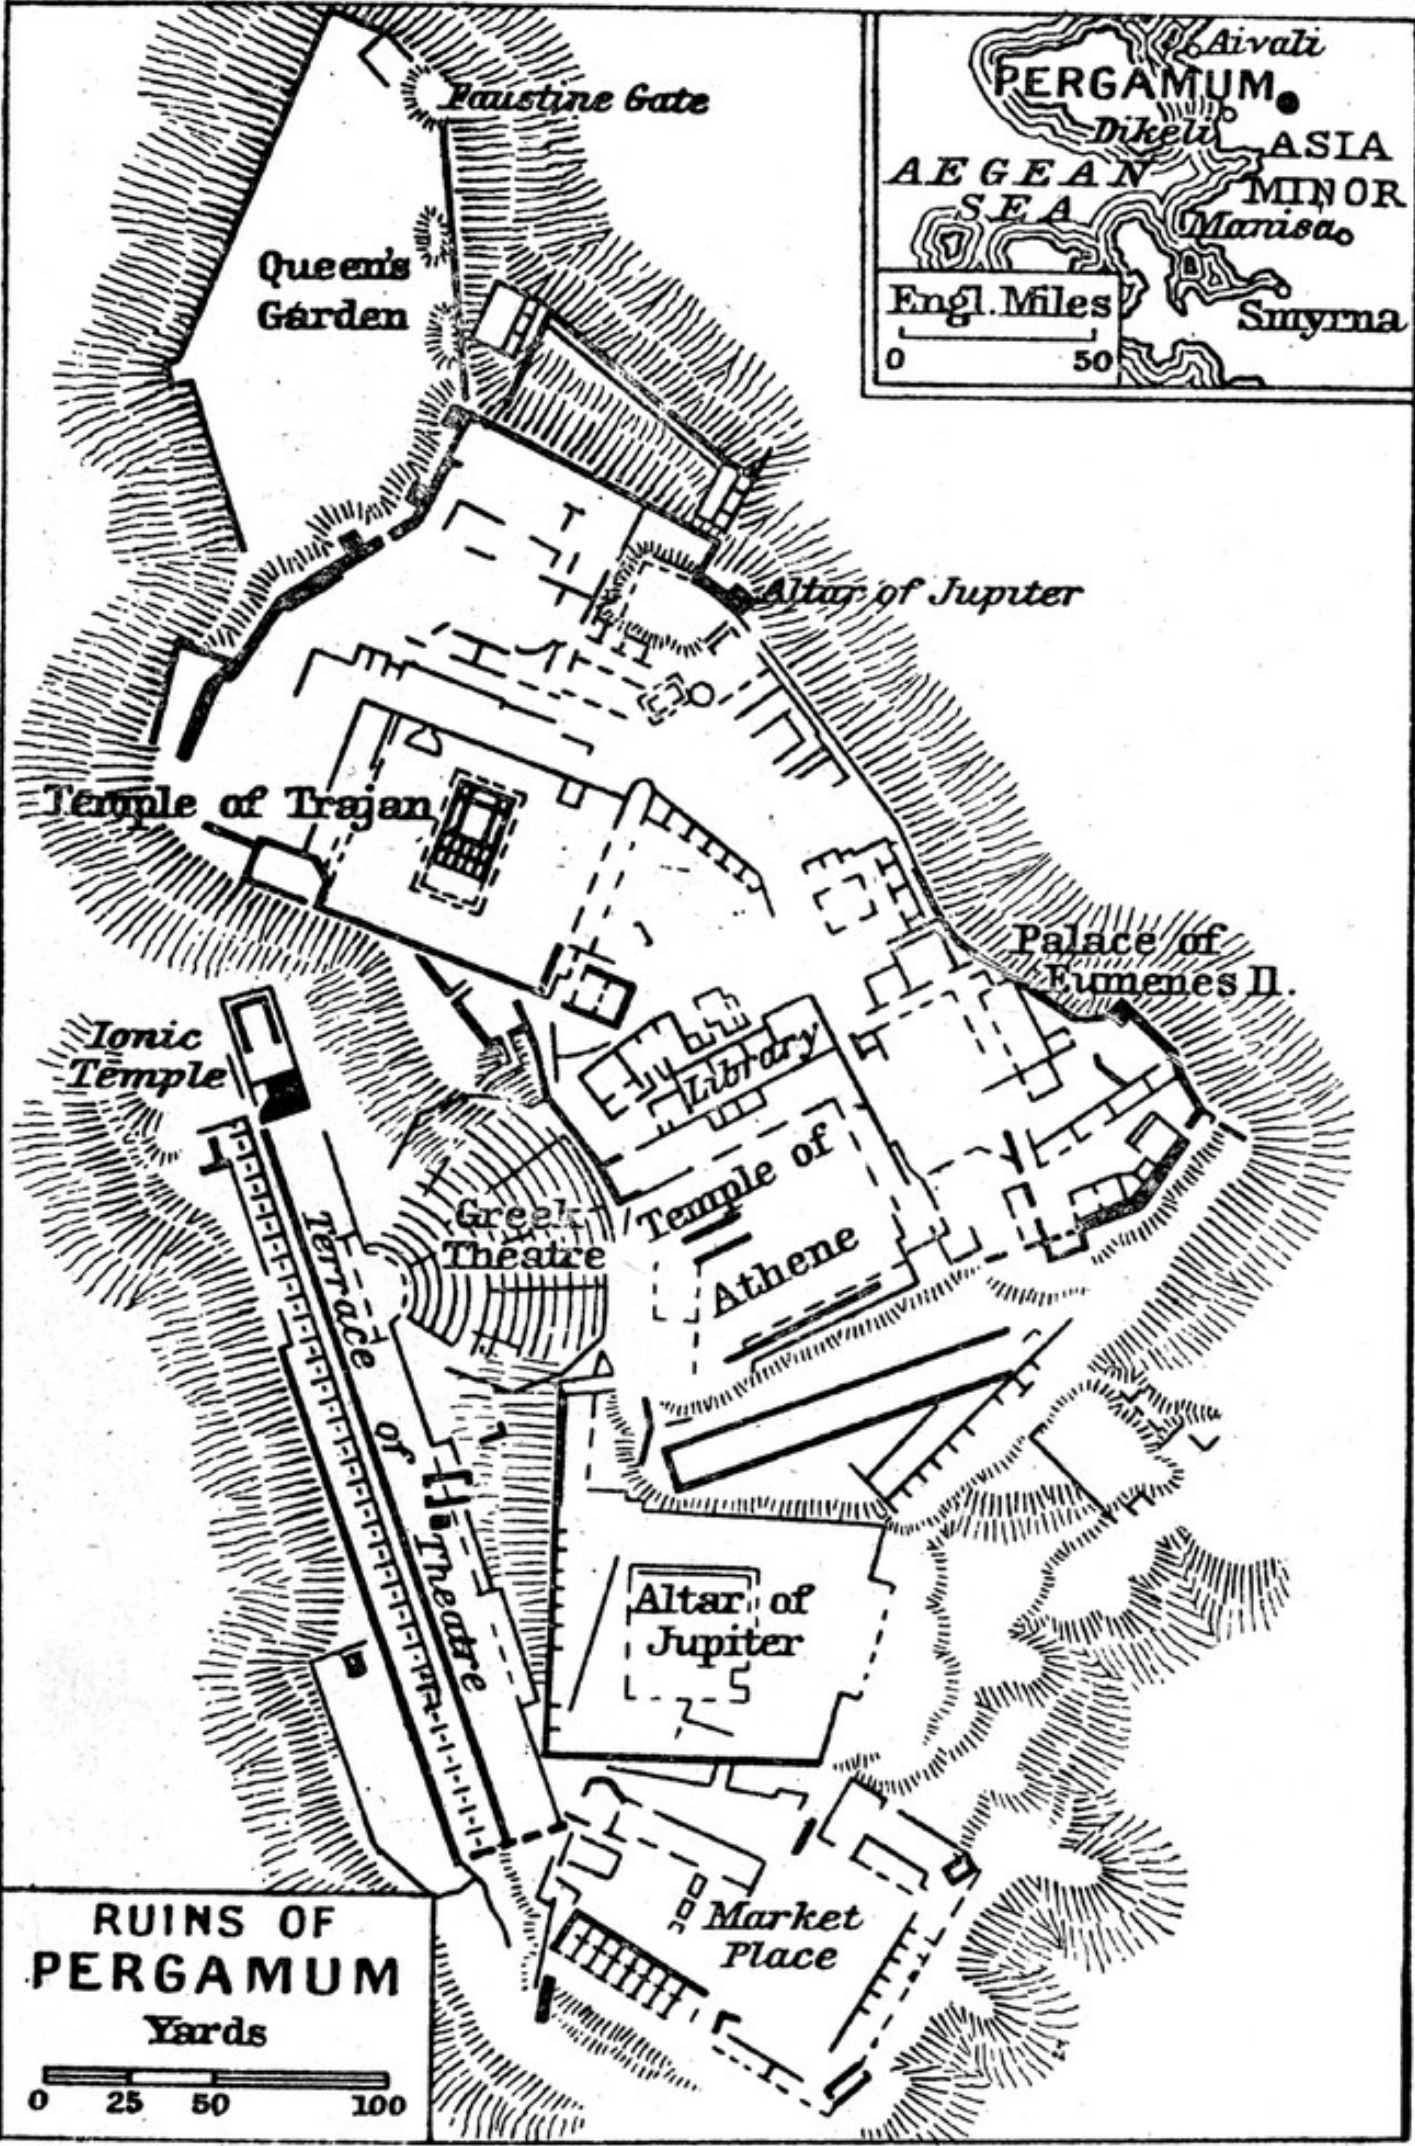 Faustine Gate
Queen's
Garden
Aivali
PERGAMUM
Dikeli
ASIA
MINOR
AEGEAN
SEA
Manisa
Engl. Miles
0 50
Smyrna
Altar of Jupiter
Temple of Trajan
Palace of
Eumenes II.
Ionic
Temple
Library
Temple of
Athene
Greek
Theatre
Terrace of Theatre
Altar of
Jupiter
Market
Place
RUINS OF
PERGAMUM
Yards
0 25 50 100